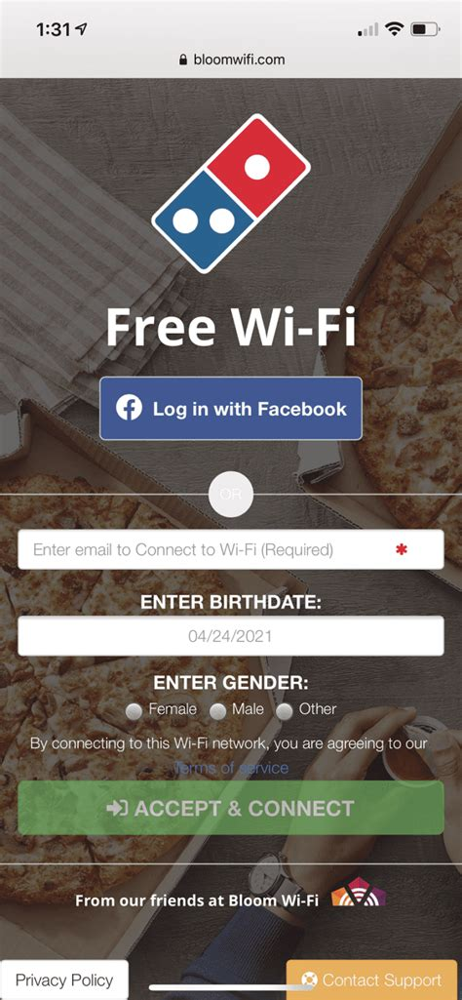 1:31
bloomwifi.com
Free Wi-Fi
Log in with Facebook
OR
Enter email to Connect to Wi-Fi (Required) *
ENTER BIRTHDATE:
04/24/2021
ENTER GENDER:
Female Male Other
By connecting to this Wi-Fi network, you are agreeing to our
Terms of service
ACCEPT & CONNECT
From our friends at Bloom Wi-Fi
Privacy Policy
Contact Support